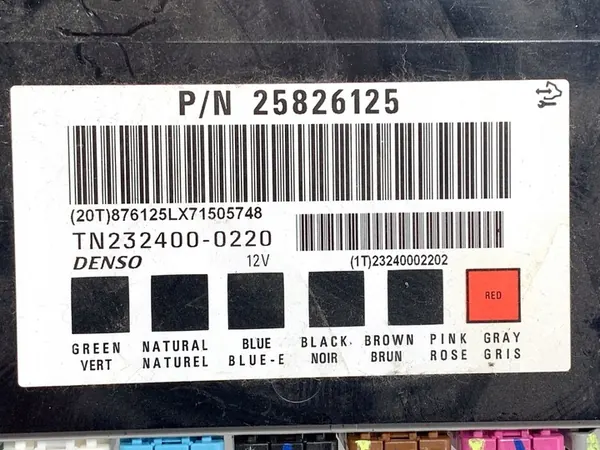 P/N 25826125
(20T)876125LX71505748
TN232400-0220
DENSO 12V (1T)23240002202
RED
GREEN NATURAL BLUE BLACK BROWN PINK GRAY
VERT NATUREL BLUE-E NOIR BRUN ROSE GRIS